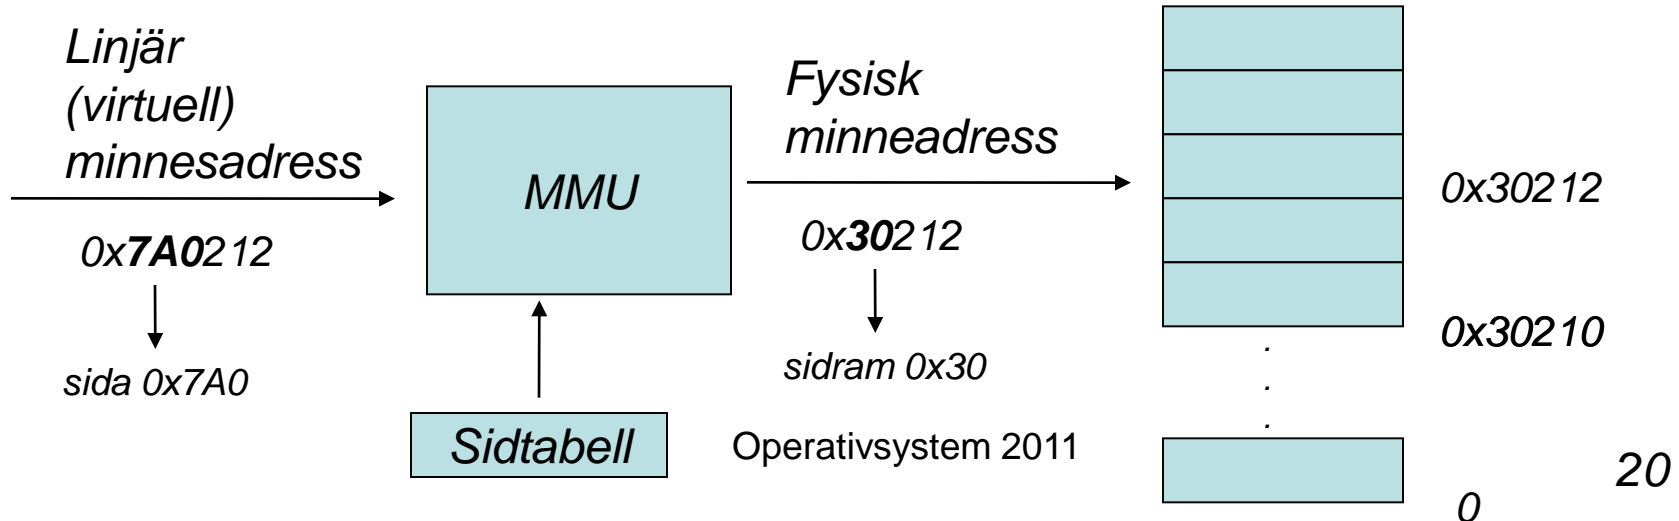 Linjär
(virtuell)
minnesadress
0x7A0212
sida 0x7A0
MMU
Sidtabell
Fysisk
minneadress
0x30212
sidram 0x30
Operativsystem 2011
0x30212
0x30210
.
.
.
0
20